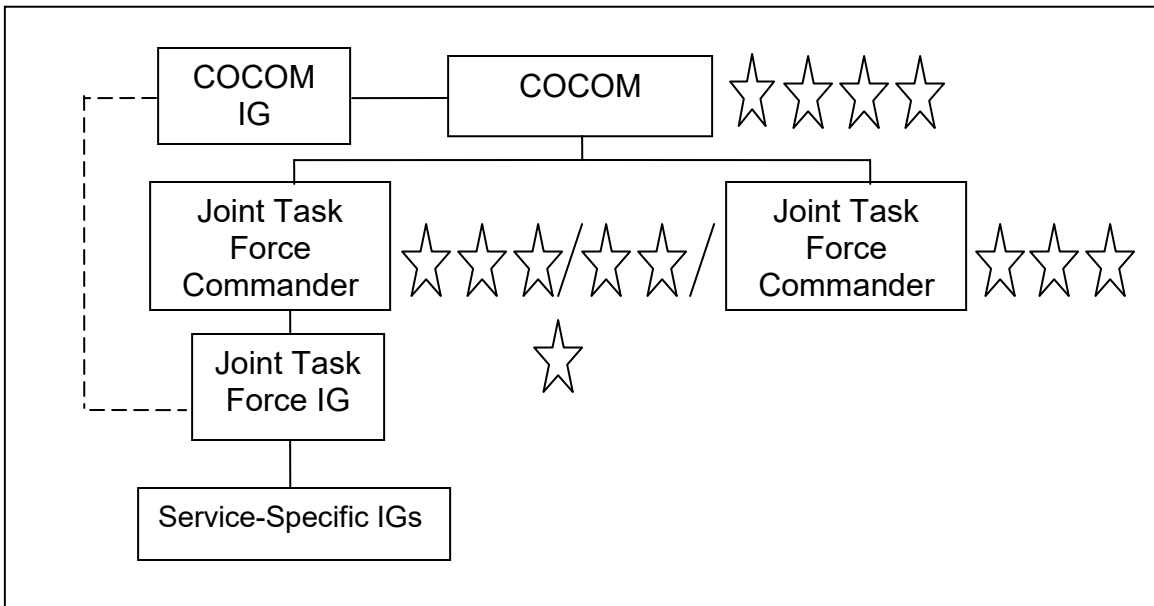 COCOM
IG
COCOM
Joint Task
Force
Commander
/
/
Joint Task
Force
Commander
Joint Task
Force IG
Service-Specific IGs